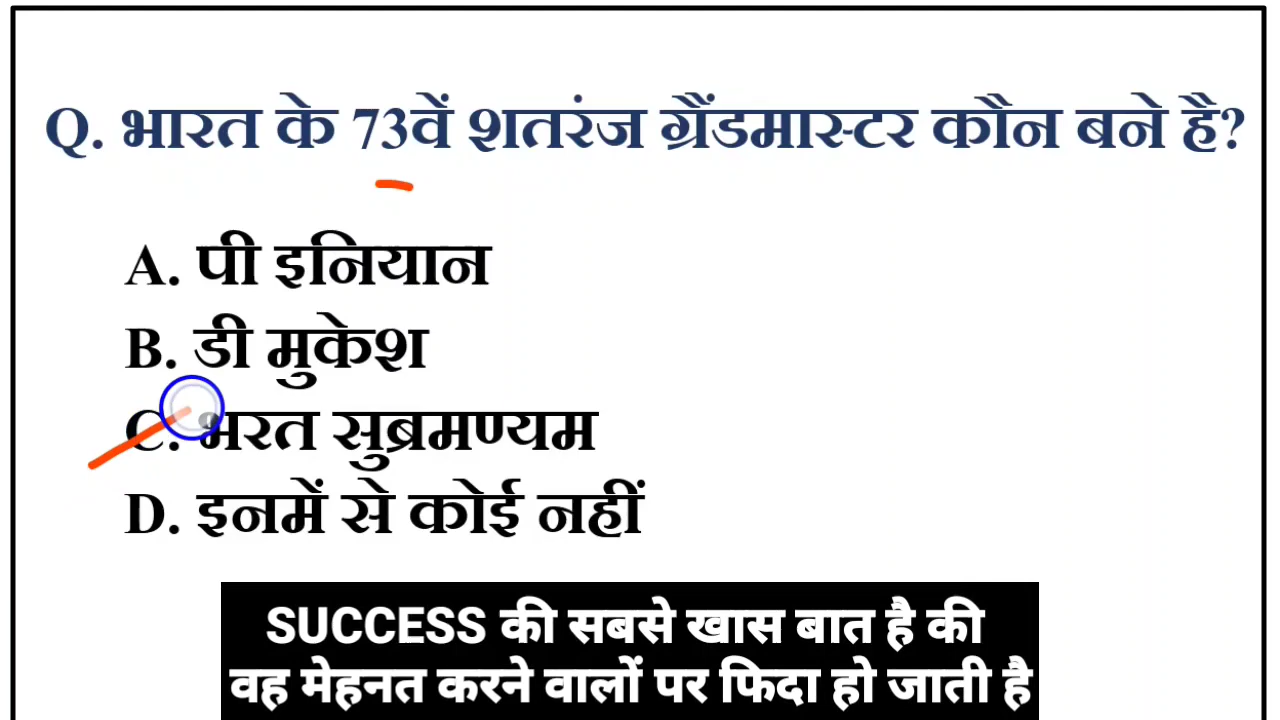 Q. भारत के 73वें शतरंज ग्रैंडमास्टर कौन बने है?
A. पी इनियान
B. डी मुकेश
C. भरत सुब्रमण्यम
D. इनमें से कोई नहीं
SUCCESS की सबसे खास बात है की
वह मेहनत करने वालों पर फिदा हो जाती है